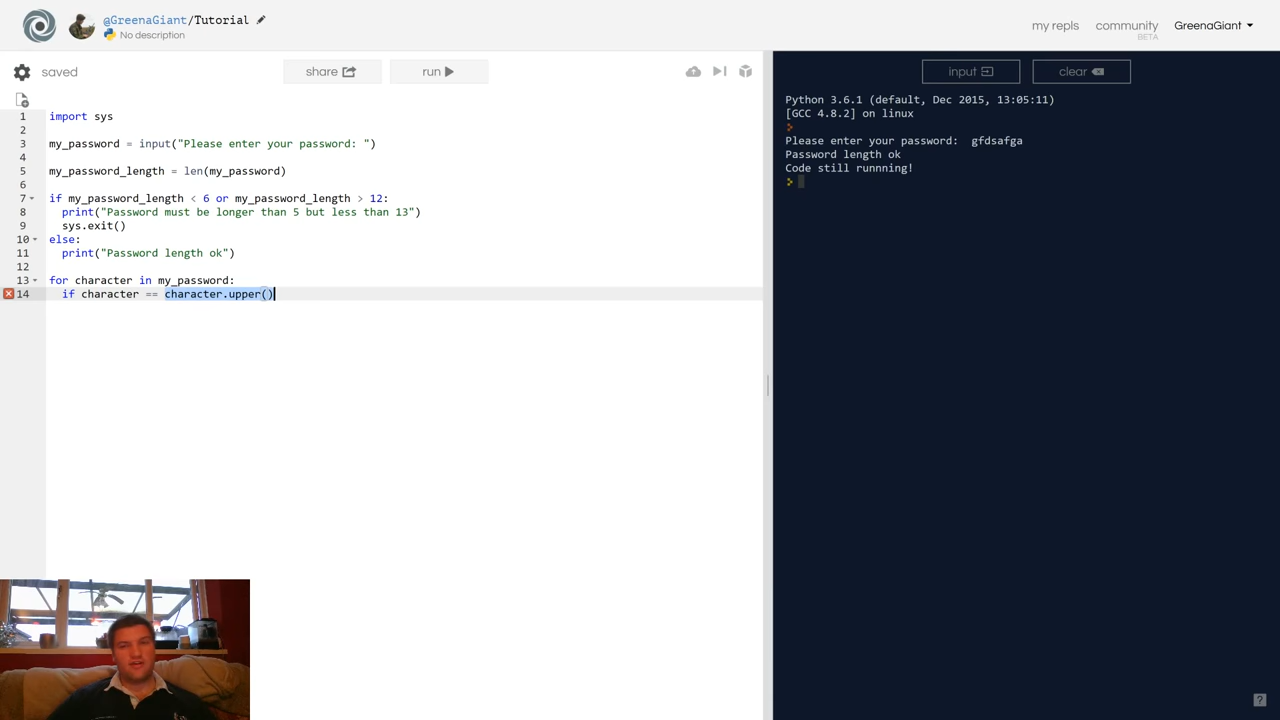 @GreenaGiant/Tutorial
No description
my repls
community
BETA
GreenaGiant
saved
share
run
input
clear
1 import sys
2
3 my_password = input("Please enter your password: ")
4
5 my_password_length = len(my_password)
6
7 if my_password_length < 6 or my_password_length > 12:
8 print("Password must be longer than 5 but less than 13")
9 sys.exit()
10 else:
11 print("Password length ok")
12
13 for character in my_password:
14 if character == character.upper()
Python 3.6.1 (default, Dec 2015, 13:05:11)
[GCC 4.8.2] on linux
Please enter your password:  gfdsafga
Password length ok
Code still runnning!
?